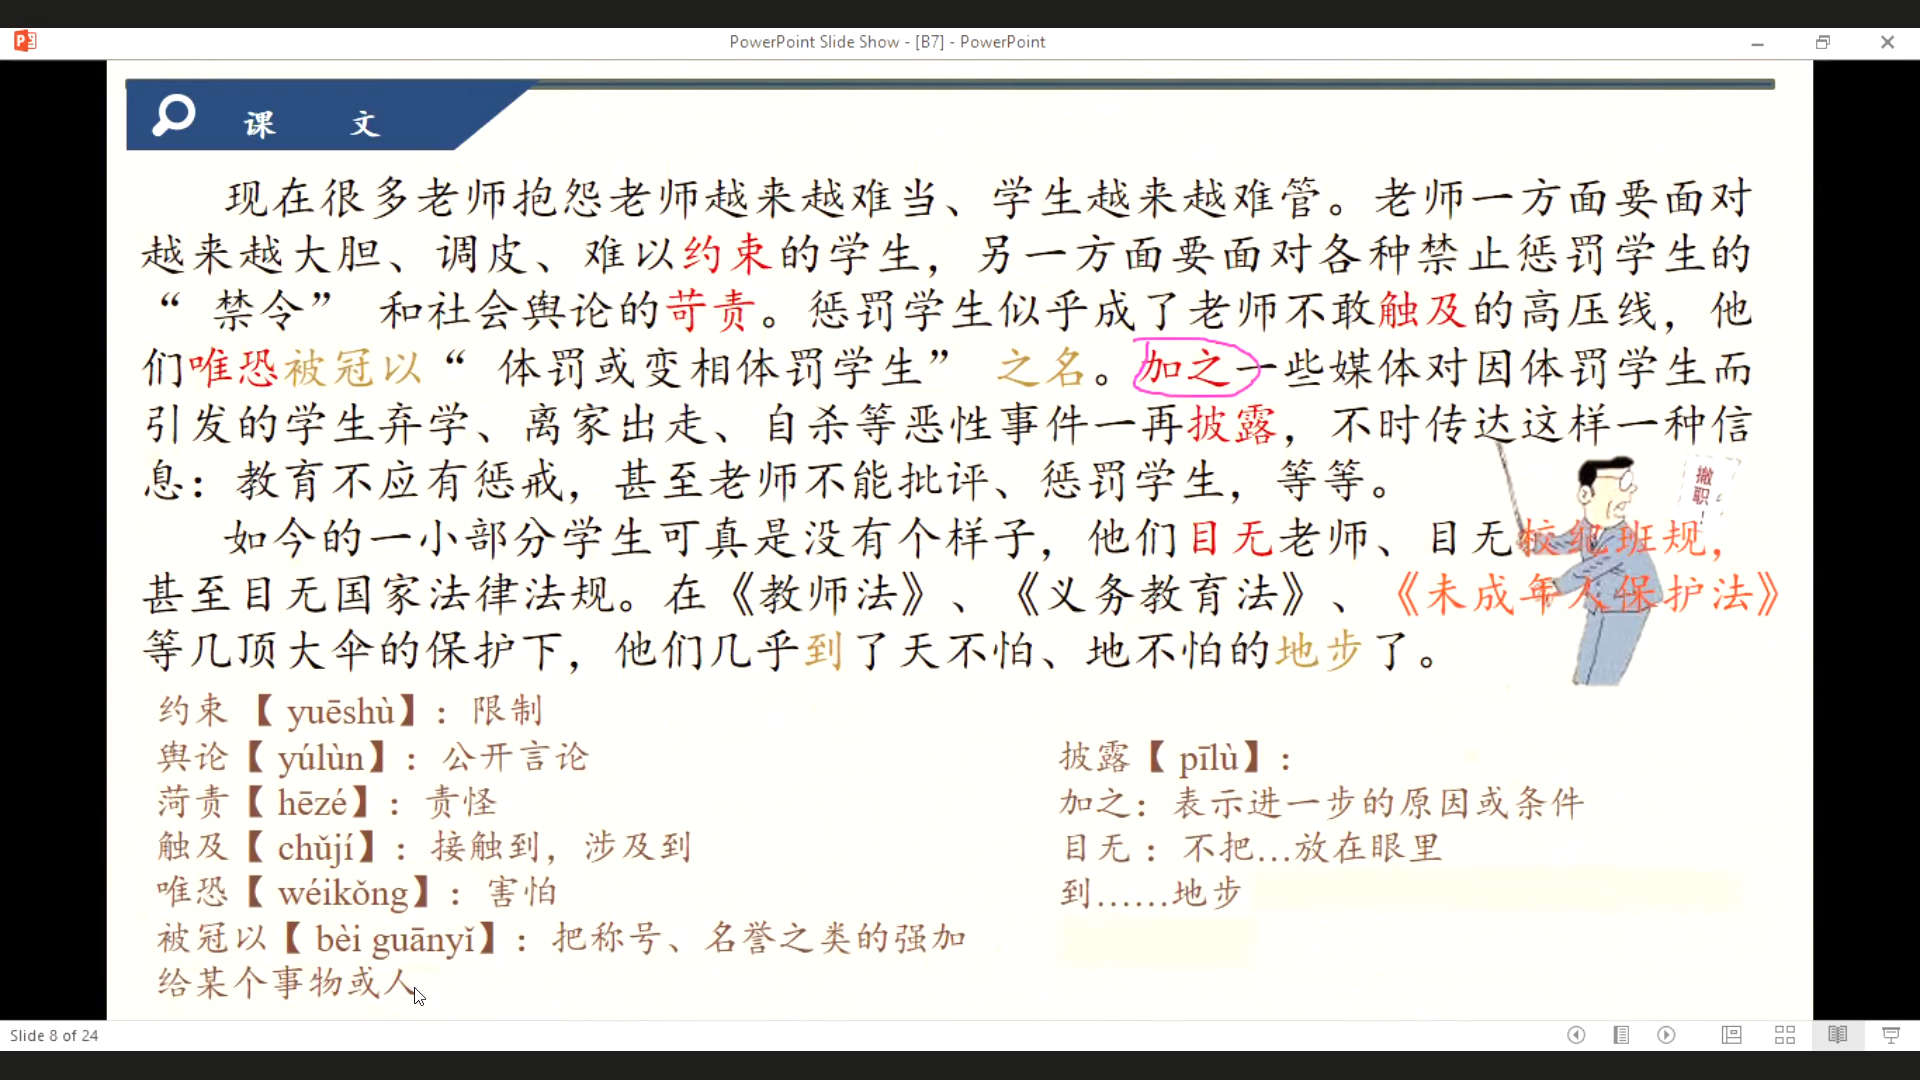 PowerPoint Slide Show - [B7] - PowerPoint
课 文
现在很多老师抱怨老师越来越难当、学生越来越难管。老师一方面要面对
越来越大胆、调皮、难以约束的学生，另一方面要面对各种禁止惩罚学生的
“禁令”和社会舆论的苛责。惩罚学生似乎成了老师不敢触及的高压线，他
们唯恐被冠以“体罚或变相体罚学生”之名。加之一些媒体对因体罚学生而
引发的学生弃学、离家出走、自杀等恶性事件一再披露，不时传达这样一种信
息：教育不应有惩戒，甚至老师不能批评、惩罚学生，等等。
撤职！
如今的一小部分学生可真是没有个样子，他们目无老师、目无校纪班规，
甚至目无国家法律法规。在《教师法》、《义务教育法》、《未成年人保护法》
等几顶大伞的保护下，他们几乎到了天不怕、地不怕的地步了。
约束【 yuēshù】：限制
舆论【 yúlùn】：公开言论
菏责【 hēzé】：责怪
触及【 chǔjí】：接触到，涉及到
唯恐【 wéikǒng】：害怕
被冠以【 bèi guānyǐ】：把称号、名誉之类的强加
给某个事物或人
披露【 pīlù】：
加之：表示进一步的原因或条件
目无：不把…放在眼里
到……地步
Slide 8 of 24